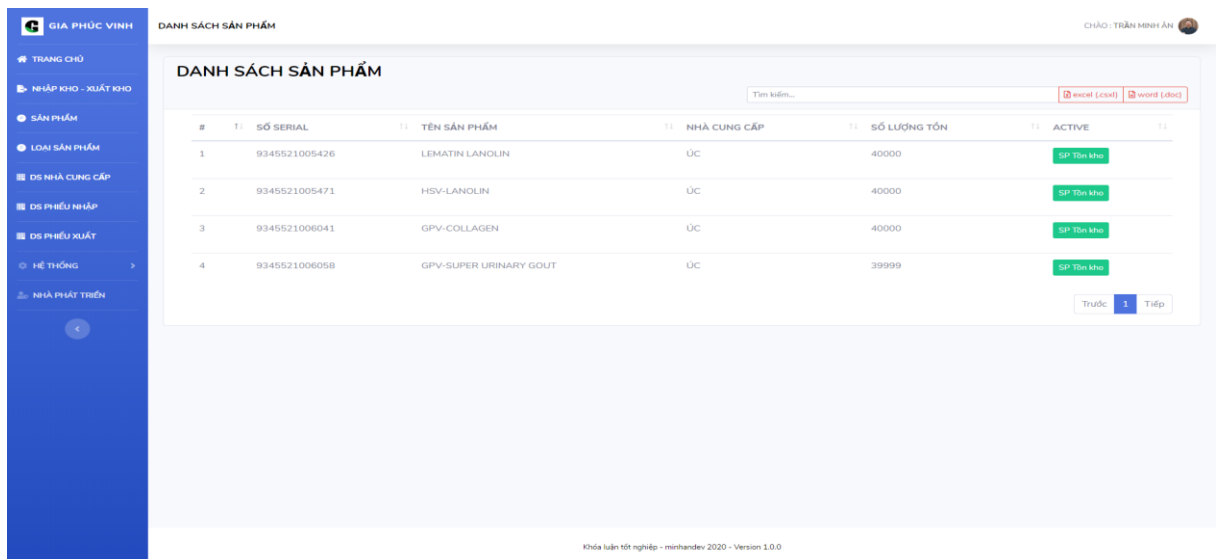 GIA PHÚC VINH
DANH SÁCH SẢN PHẨM
CHÀO : TRẦN MINH ÂN
TRANG CHỦ
NHẬP KHO - XUẤT KHO
SẢN PHẨM
LOẠI SẢN PHẨM
DS NHÀ CUNG CẤP
DS PHIẾU NHẬP
DS PHIẾU XUẤT
HỆ THỐNG
NHÀ PHÁT TRIỂN
DANH SÁCH SẢN PHẨM
Tìm kiếm... excel (.csxl) word (.doc)
# SỐ SERIAL TÊN SẢN PHẨM NHÀ CUNG CẤP SỐ LƯỢNG TỒN ACTIVE
1 9345521005426 LEMATIN LANOLIN ÚC 40000 SP Tồn kho
2 9345521005471 HSV-LANOLIN ÚC 40000 SP Tồn kho
3 9345521006041 GPV-COLLAGEN ÚC 40000 SP Tồn kho
4 9345521006058 GPV-SUPER URINARY GOUT ÚC 39999 SP Tồn kho
Trước 1 Tiếp
Khóa luận tốt nghiệp - minhandev 2020 - Version 1.0.0